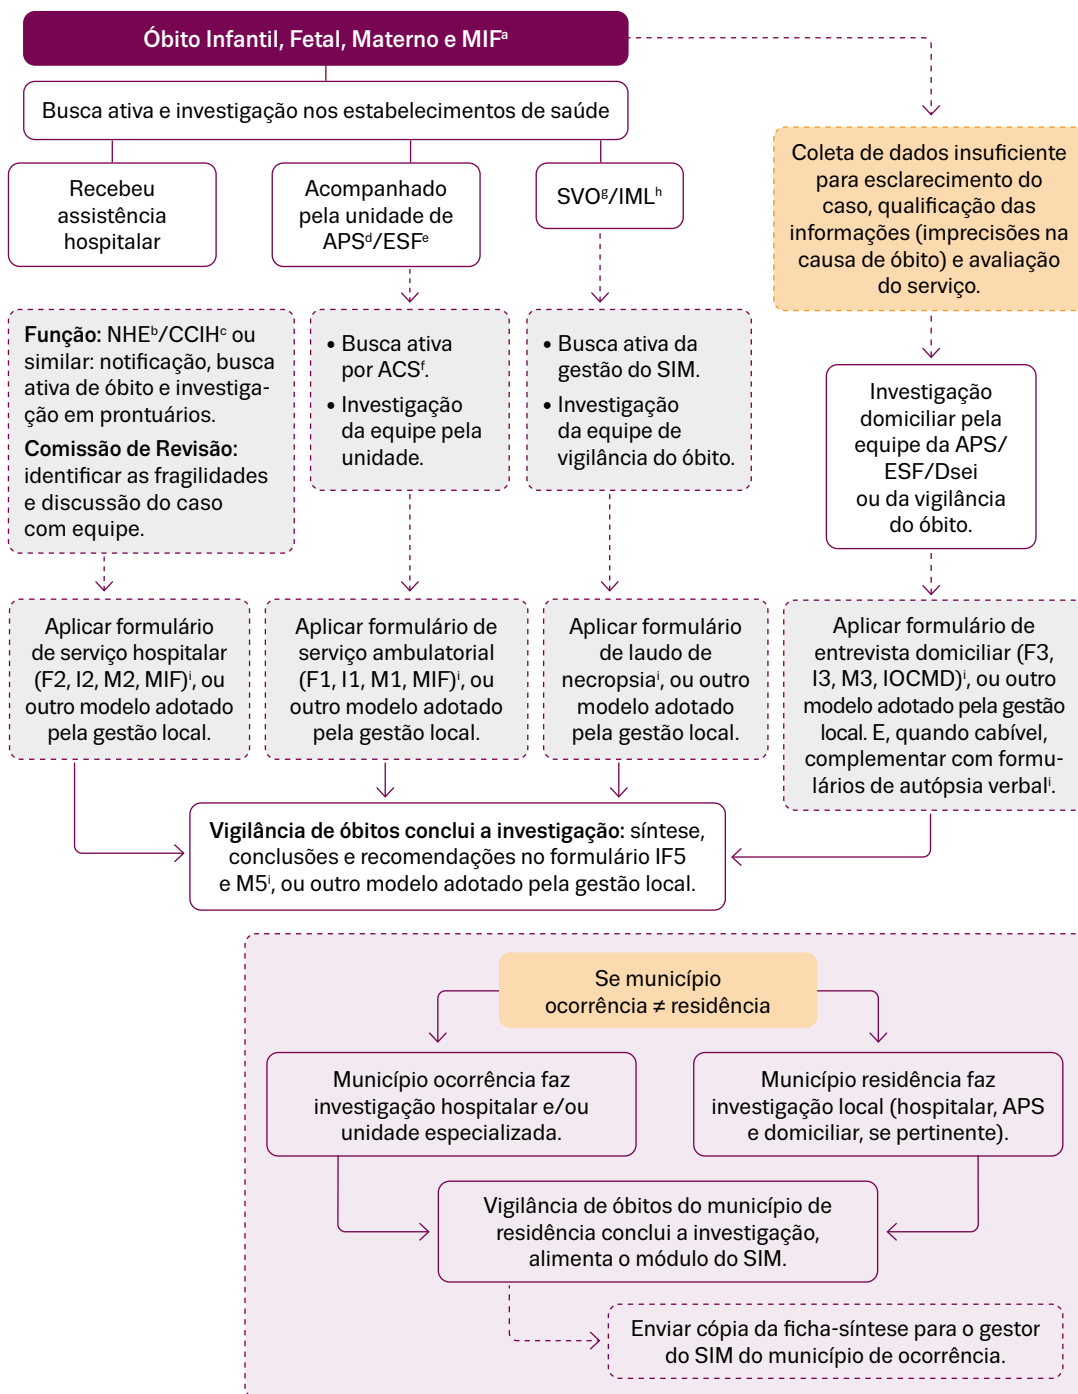 Óbito Infantil, Fetal, Materno e MIFᵃ
Busca ativa e investigação nos estabelecimentos de saúde
Recebeu
assistência
hospitalar
Acompanhado
pela unidade de
APSᵈ/ESFᵉ
SVOᵍ/IMLʰ
Coleta de dados insuficiente
para esclarecimento do
caso, qualificação das
informações (imprecisões na
causa de óbito) e avaliação
do serviço.
Função: NHEᵇ/CCIHᶜ ou
similar: notificação, busca
ativa de óbito e investiga-
ção em prontuários.
Comissão de Revisão:
identificar as fragilidades
e discussão do caso
com equipe.
• Busca ativa
por ACSᶠ.
• Investigação
da equipe pela
unidade.
• Busca ativa da
gestão do SIM.
• Investigação
da equipe de
vigilância do óbito.
Investigação
domiciliar pela
equipe da APS/
ESF/Dsei
ou da vigilância
do óbito.
Aplicar formulário
de serviço hospitalar
(F2, I2, M2, MIF)ⁱ, ou
outro modelo adotado
pela gestão local.
Aplicar formulário de
serviço ambulatorial
(F1, I1, M1, MIF)ⁱ, ou
outro modelo adotado
pela gestão local.
Aplicar formulário
de laudo de
necropsiaⁱ, ou outro
modelo adotado
pela gestão local.
Aplicar formulário de
entrevista domiciliar (F3,
I3, M3, IOCMD)ⁱ, ou outro
modelo adotado pela gestão
local. E, quando cabível,
complementar com formu-
lários de autópsia verbalⁱ.
Vigilância de óbitos conclui a investigação: síntese,
conclusões e recomendações no formulário IF5
e M5ⁱ, ou outro modelo adotado pela gestão local.
Se município
ocorrência ≠ residência
Município ocorrência faz
investigação hospitalar e/ou
unidade especializada.
Município residência faz
investigação local (hospitalar, APS
e domiciliar, se pertinente).
Vigilância de óbitos do município de
residência conclui a investigação,
alimenta o módulo do SIM.
Enviar cópia da ficha-síntese para o gestor
do SIM do município de ocorrência.